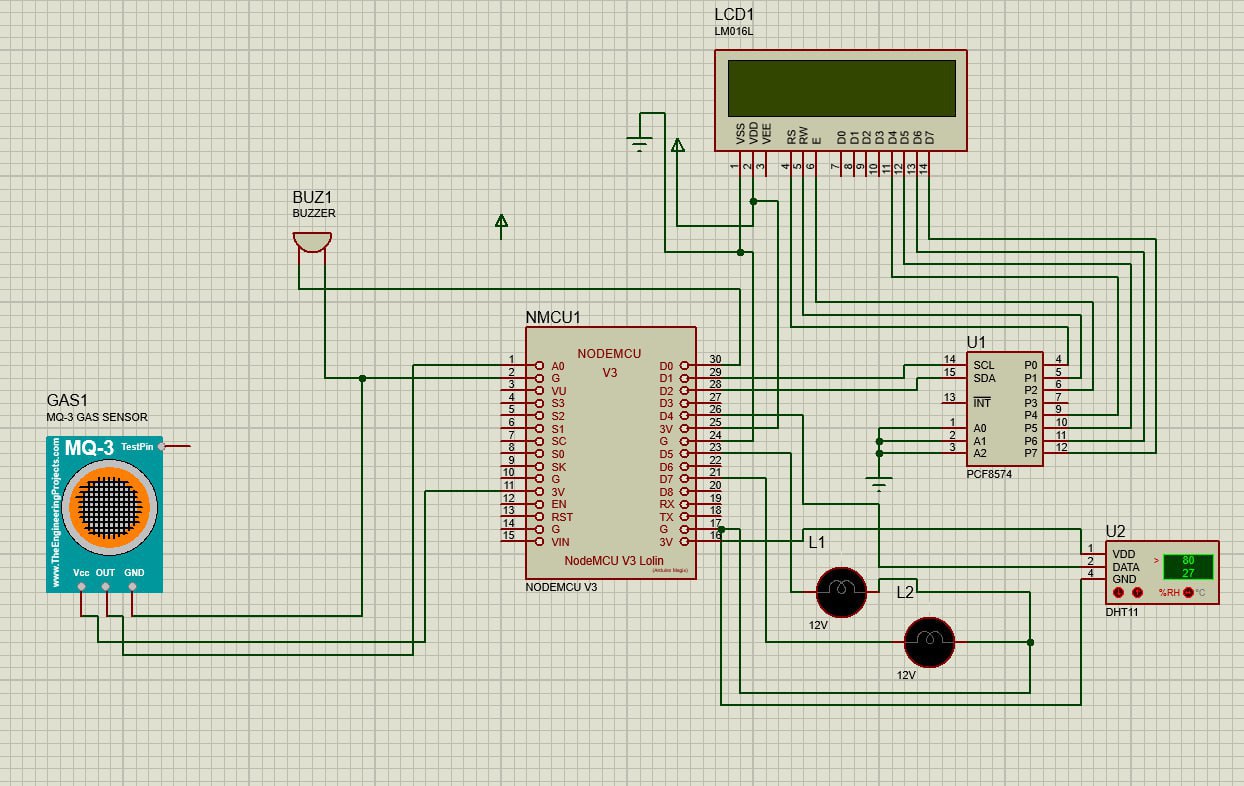 LCD1
LM016L
VSS VDD VEE RS RW E D0 D1 D2 D3 D4 D5 D6 D7
1 2 3 4 5 6 7 8 9 10 11 12 13 14
BUZ1
BUZZER
NMCU1
NODEMCU
V3
1 A0 D0 30
2 G D1 29
3 VU D2 28
4 S3 D3 27
5 S2 D4 26
6 S1 3V 25
7 SC G 24
8 S0 D5 23
9 SK D6 22
10 G D7 21
11 3V D8 20
12 EN RX 19
13 RST TX 18
14 G G 17
15 VIN 3V 16
NodeMCU V3 Lolin
(Arduino Magix)
NODEMCU V3
U1
14 SCL P0 4
15 SDA P1 5
P2 6
13 INT P3 7
P4 9
1 A0 P5 10
2 A1 P6 11
3 A2 P7 12
PCF8574
GAS1
MQ-3 GAS SENSOR
MQ-3 TestPin
www.TheEngineeringProjects.com
Vcc OUT GND
L1
12V
L2
12V
U2
1 VDD
2 DATA
4 GND
> 80
27
%RH °C
DHT11